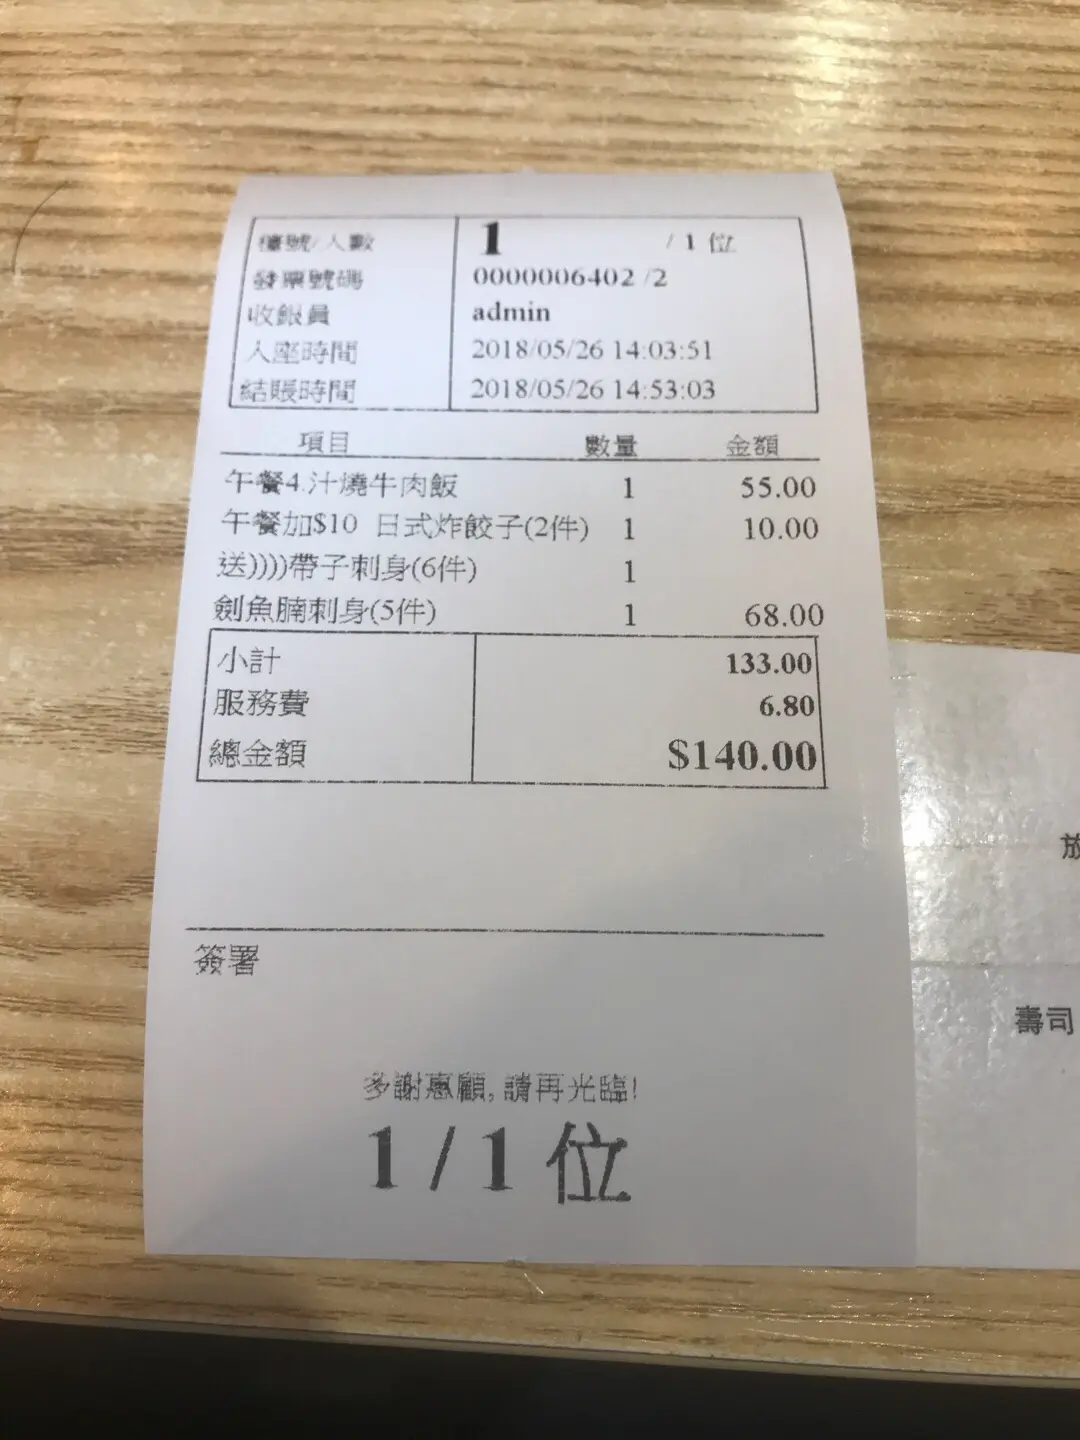 檯號/人數 1 / 1 位
發票號碼 0000006402 /2
收銀員 admin
入座時間 2018/05/26 14:03:51
結賬時間 2018/05/26 14:53:03
項目 數量 金額
午餐4.汁燒牛肉飯 1 55.00
午餐加$10 日式炸餃子(2件) 1 10.00
送))))帶子刺身(6件) 1
劍魚腩刺身(5件) 1 68.00
小計 133.00
服務費 6.80
總金額 $140.00
簽署
多謝惠顧, 請再光臨!
1 / 1 位
放
壽司